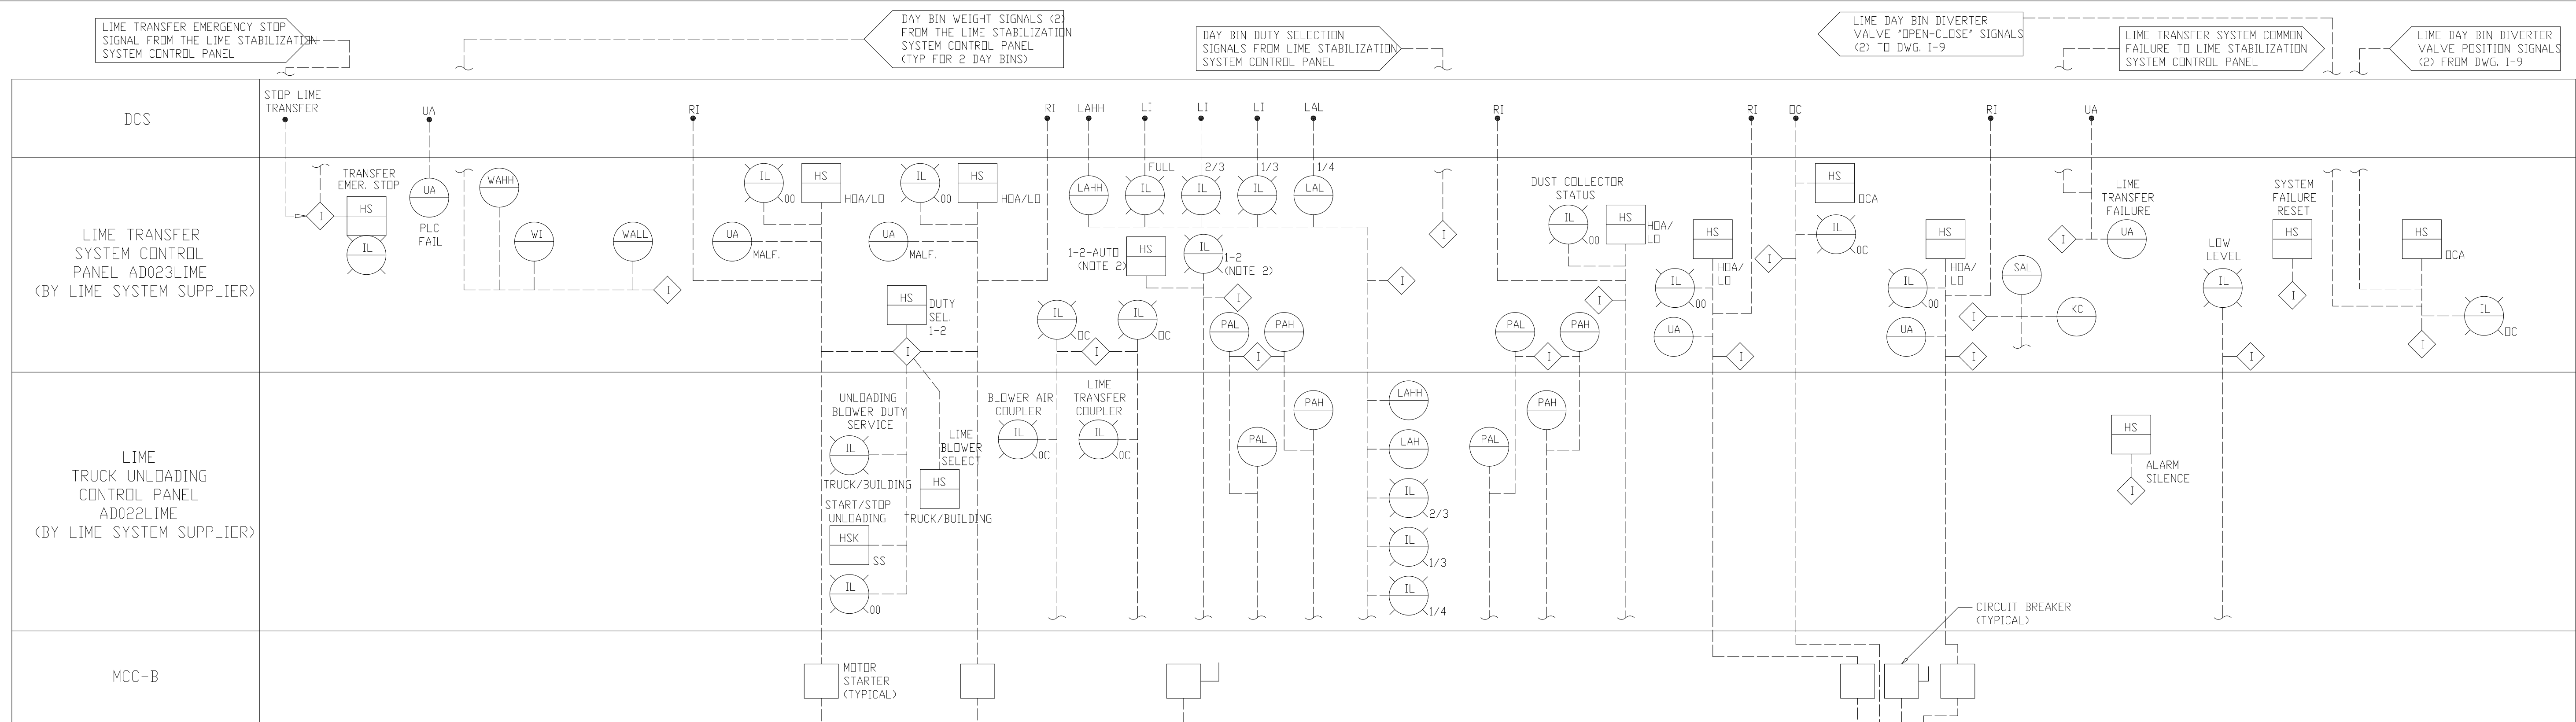 LIME TRANSFER EMERGENCY STOP
SIGNAL FROM THE LIME STABILIZATION
SYSTEM CONTROL PANEL
DAY BIN WEIGHT SIGNALS (2)
FROM THE LIME STABILIZATION
SYSTEM CONTROL PANEL
(TYP FOR 2 DAY BINS)
DAY BIN DUTY SELECTION
SIGNALS FROM LIME STABILIZATION
SYSTEM CONTROL PANEL
LIME DAY BIN DIVERTER
VALVE "OPEN-CLOSE" SIGNALS
(2) TO DWG. I-9
LIME TRANSFER SYSTEM COMMON
FAILURE TO LIME STABILIZATION
SYSTEM CONTROL PANEL
LIME DAY BIN DIVERTER
VALVE POSITION SIGNALS
(2) FROM DWG. I-9
DCS
STOP LIME
TRANSFER
UA
RI
RI
LAHH
LI
LI
LI
LAL
RI
RI
OC
RI
UA
LIME TRANSFER
SYSTEM CONTROL
PANEL AD023LIME
(BY LIME SYSTEM SUPPLIER)
I
TRANSFER
EMER. STOP
HS
IL
UA
PLC
FAIL
WAHH
WI
WALL
I
IL
OO
HS
HOA/LO
UA
MALF.
IL
OO
HS
HOA/LO
UA
MALF.
HS
DUTY
SEL.
1-2
I
LAHH
IL
FULL
IL
2/3
IL
1/3
LAL
1/4
1-2-AUTO
(NOTE 2)
HS
IL
1-2
(NOTE 2)
I
I
IL
OC
I
IL
OC
PAL
I
PAH
I
DUST COLLECTOR
STATUS
IL
OO
HS
HOA/
LO
I
PAL
I
PAH
HS
HOA/
LO
IL
OO
UA
I
I
HS
OCA
IL
OC
HS
HOA/
LO
IL
OO
UA
I
I
SAL
KC
I
LIME
TRANSFER
FAILURE
UA
LOW
LEVEL
IL
I
SYSTEM
FAILURE
RESET
HS
I
HS
OCA
IL
OC
I
LIME
TRUCK UNLOADING
CONTROL PANEL
AD022LIME
(BY LIME SYSTEM SUPPLIER)
UNLOADING
BLOWER DUTY
SERVICE
IL
TRUCK/BUILDING
START/STOP
UNLOADING
HSK
SS
IL
OO
LIME
BLOWER
SELECT
HS
TRUCK/BUILDING
BLOWER AIR
COUPLER
IL
OC
LIME
TRANSFER
COUPLER
IL
OC
PAL
PAH
LAHH
LAH
IL
2/3
IL
1/3
IL
1/4
PAL
PAH
HS
ALARM
SILENCE
I
MCC-B
MOTOR
STARTER
(TYPICAL)
CIRCUIT BREAKER
(TYPICAL)